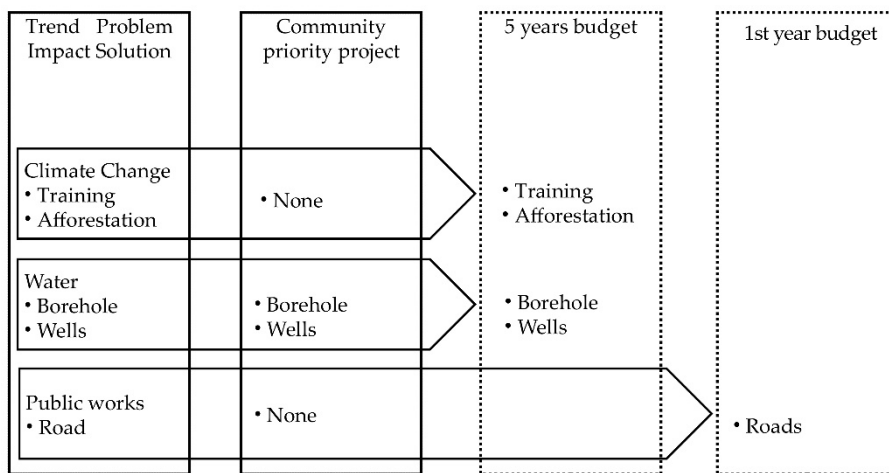 Trend Problem
Impact Solution
Community
priority project
5 years budget
1st year budget
Climate Change
• Training
• Afforestation
• None
• Training
• Afforestation
Water
• Borehole
• Wells
• Borehole
• Wells
• Borehole
• Wells
Public works
• Road
• None
• Roads